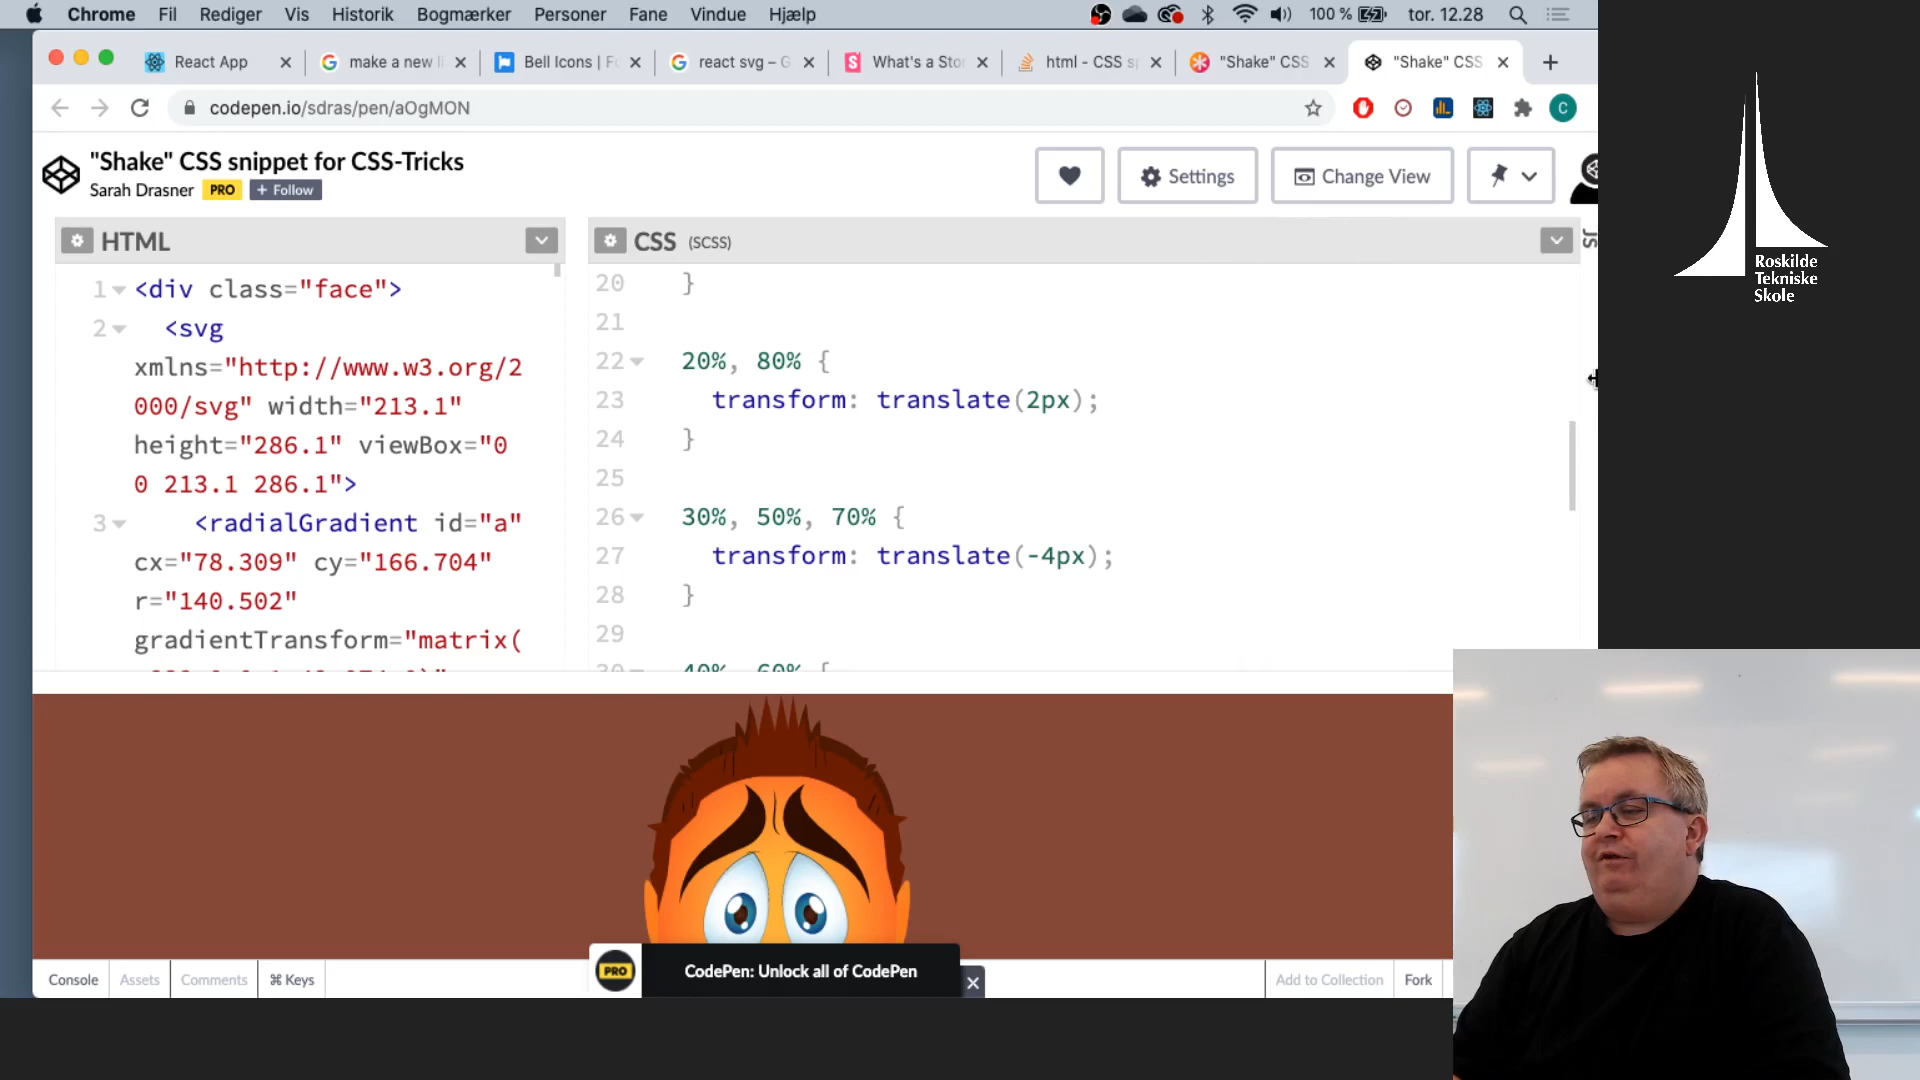 Chrome Fil Rediger Vis Historik Bogmærker Personer Fane Vindue Hjælp 100 % tor. 12.28
React App make a new Bell Icons | react svg – What's a html - CSS "Shake" CSS "Shake" CSS
codepen.io/sdras/pen/aOgMON C
"Shake" CSS snippet for CSS-Tricks
Sarah Drasner PRO + Follow
Settings Change View
HTML
1 <div class="face">
2 <svg
xmlns="http://www.w3.org/2
000/svg" width="213.1"
height="286.1" viewBox="0
0 213.1 286.1">
3 <radialGradient id="a"
cx="78.309" cy="166.704"
r="140.502"
gradientTransform="matrix(
CSS (SCSS)
JS
20 }
21
22 20%, 80% {
23 transform: translate(2px);
24 }
25
26 30%, 50%, 70% {
27 transform: translate(-4px);
28 }
29
30 40%, 60% {
Roskilde
Tekniske
Skole
PRO CodePen: Unlock all of CodePen
Console Assets Comments ⌘ Keys Add to Collection Fork